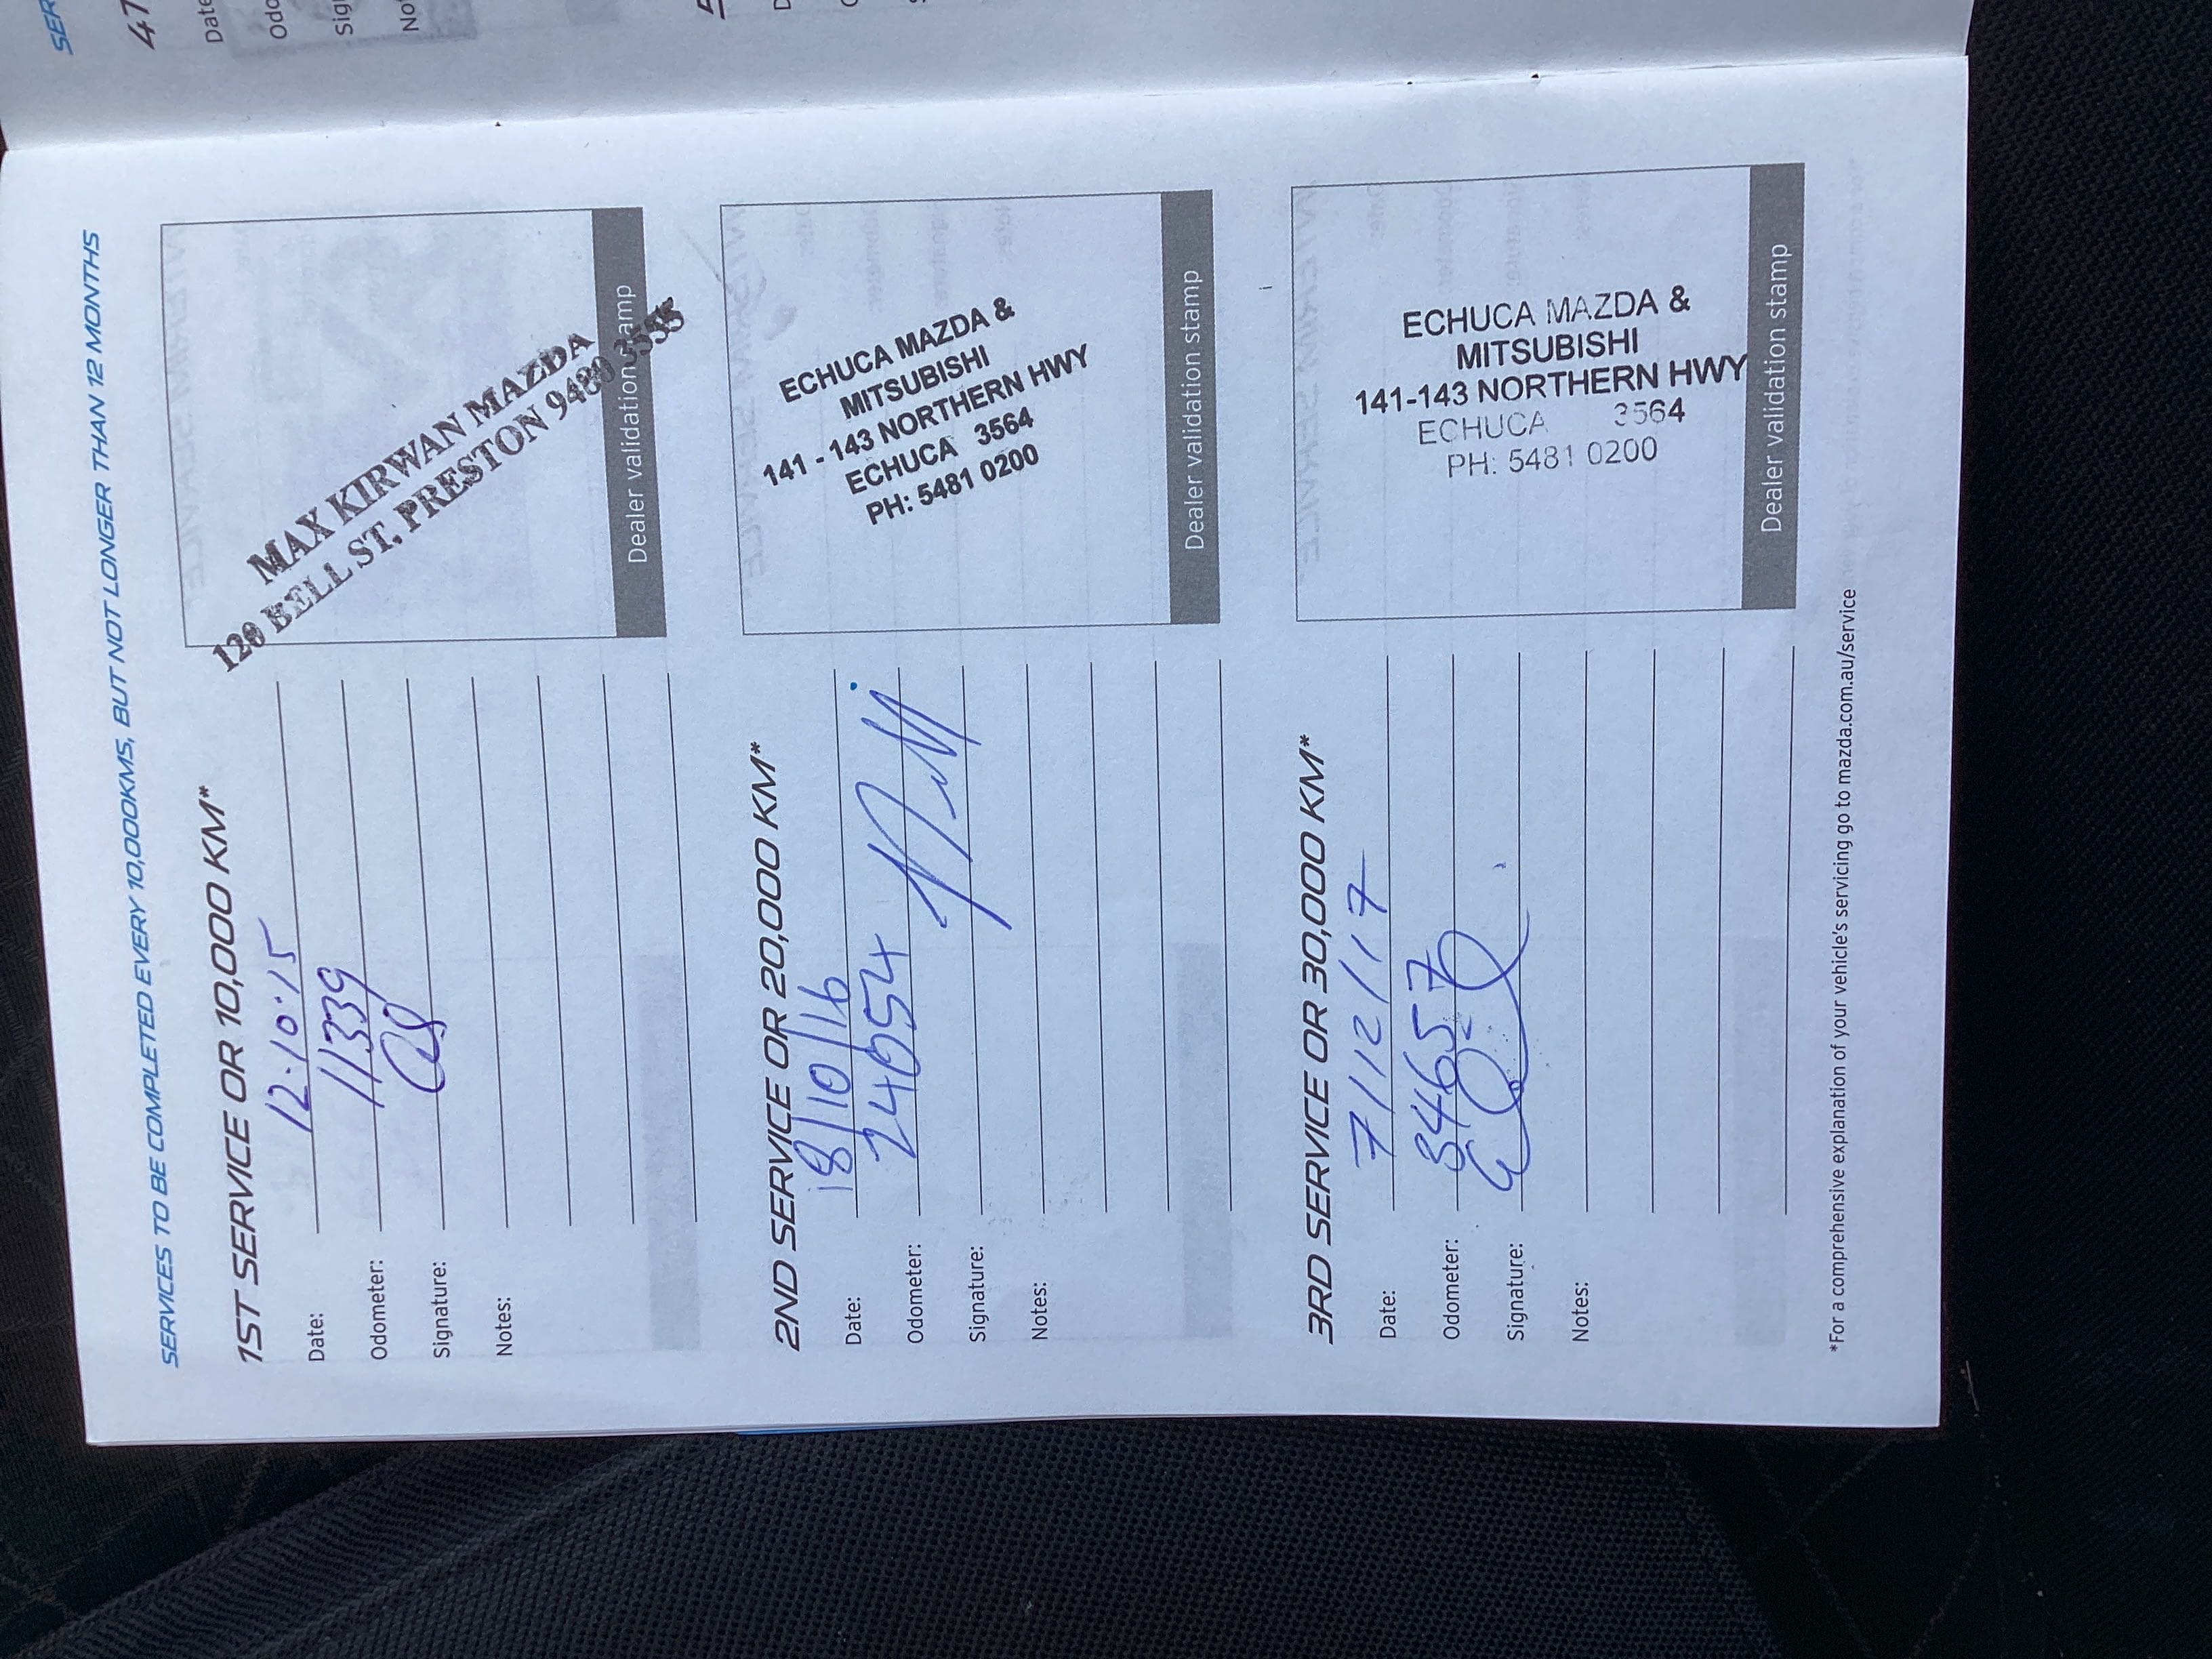 SERVICES TO BE COMPLETED EVERY 10,000KMS, BUT NOT LONGER THAN 12 MONTHS
1ST SERVICE OR 10,000 KM*
Date: 12.10.15
Odometer: 11339
Signature:
Notes:
MAX KIRWAN MAZDA
120 BELL ST. PRESTON 9480 3555
Dealer validation stamp
2ND SERVICE OR 20,000 KM*
Date: 18/10/16
Odometer: 24054
Signature:
Notes:
ECHUCA MAZDA &
MITSUBISHI
141 - 143 NORTHERN HWY
ECHUCA 3564
PH: 5481 0200
Dealer validation stamp
3RD SERVICE OR 30,000 KM*
Date: 7/12/17
Odometer: 34657
Signature:
Notes:
ECHUCA MAZDA &
MITSUBISHI
141-143 NORTHERN HWY
ECHUCA 3564
PH: 5481 0200
Dealer validation stamp
*For a comprehensive explanation of your vehicle's servicing go to mazda.com.au/service